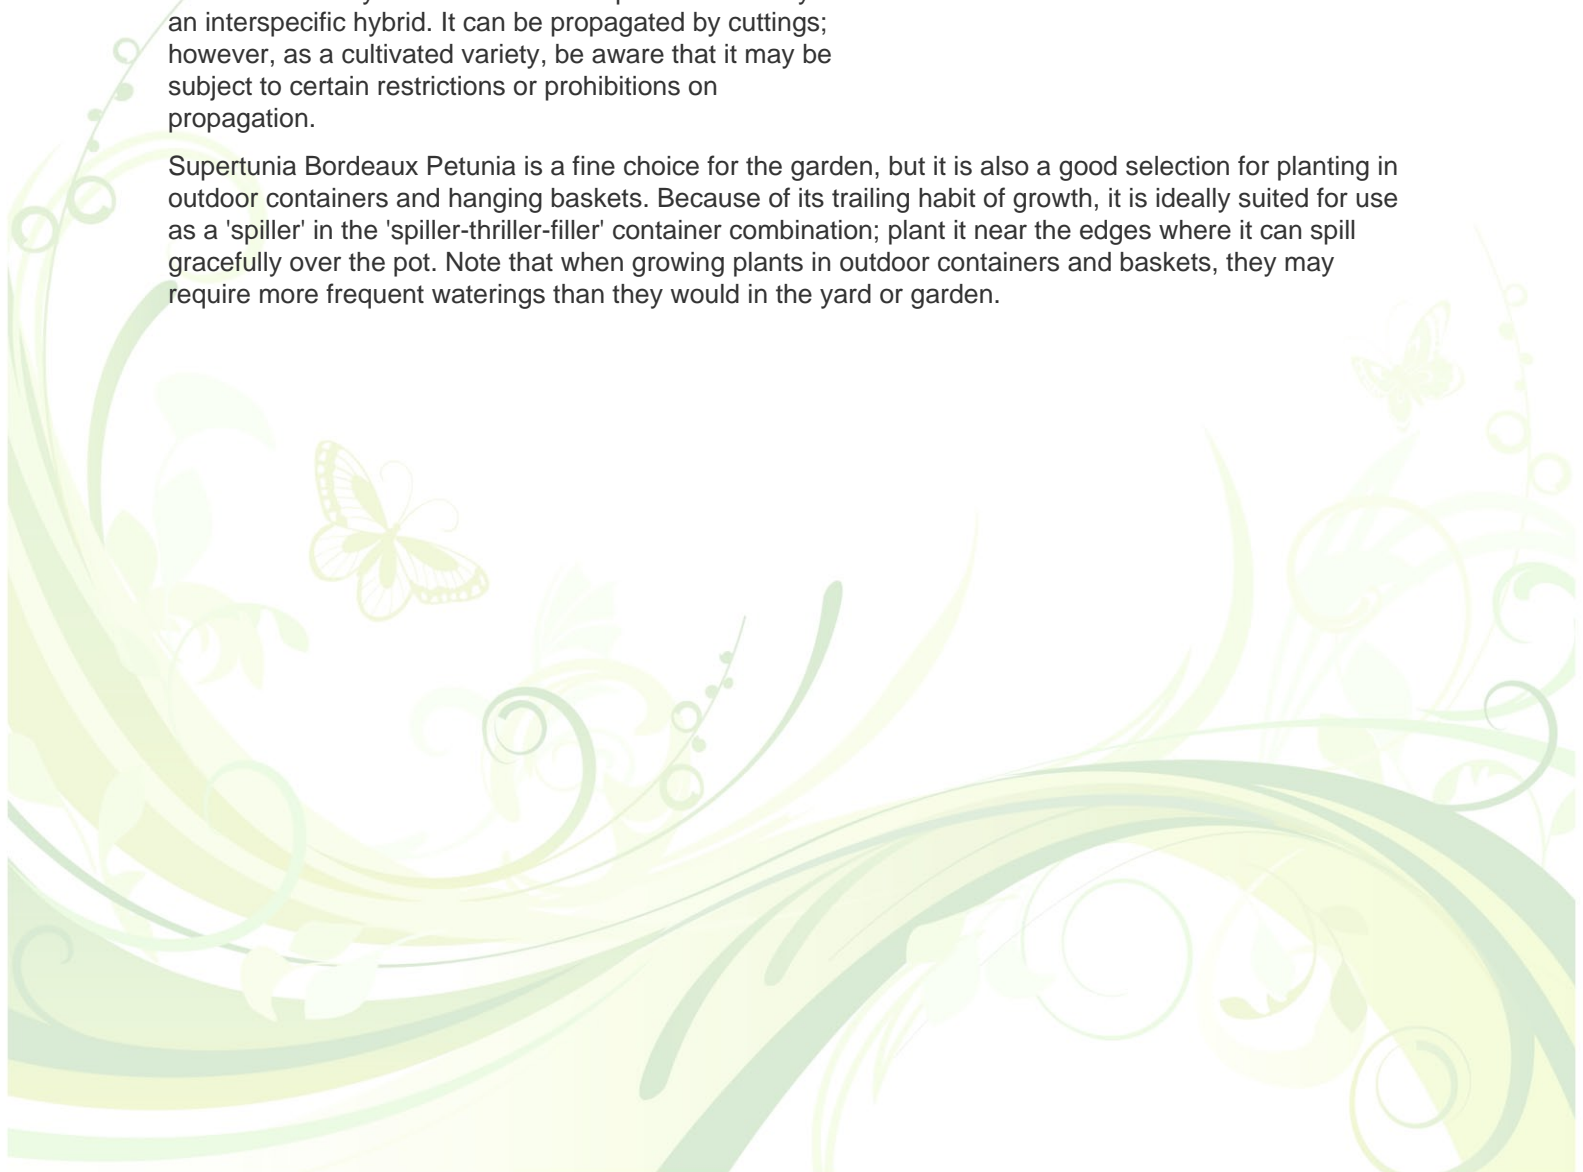 an interspecific hybrid. It can be propagated by cuttings;
however, as a cultivated variety, be aware that it may be
subject to certain restrictions or prohibitions on
propagation.
Supertunia Bordeaux Petunia is a fine choice for the garden, but it is also a good selection for planting in
outdoor containers and hanging baskets. Because of its trailing habit of growth, it is ideally suited for use
as a 'spiller' in the 'spiller-thriller-filler' container combination; plant it near the edges where it can spill
gracefully over the pot. Note that when growing plants in outdoor containers and baskets, they may
require more frequent waterings than they would in the yard or garden.